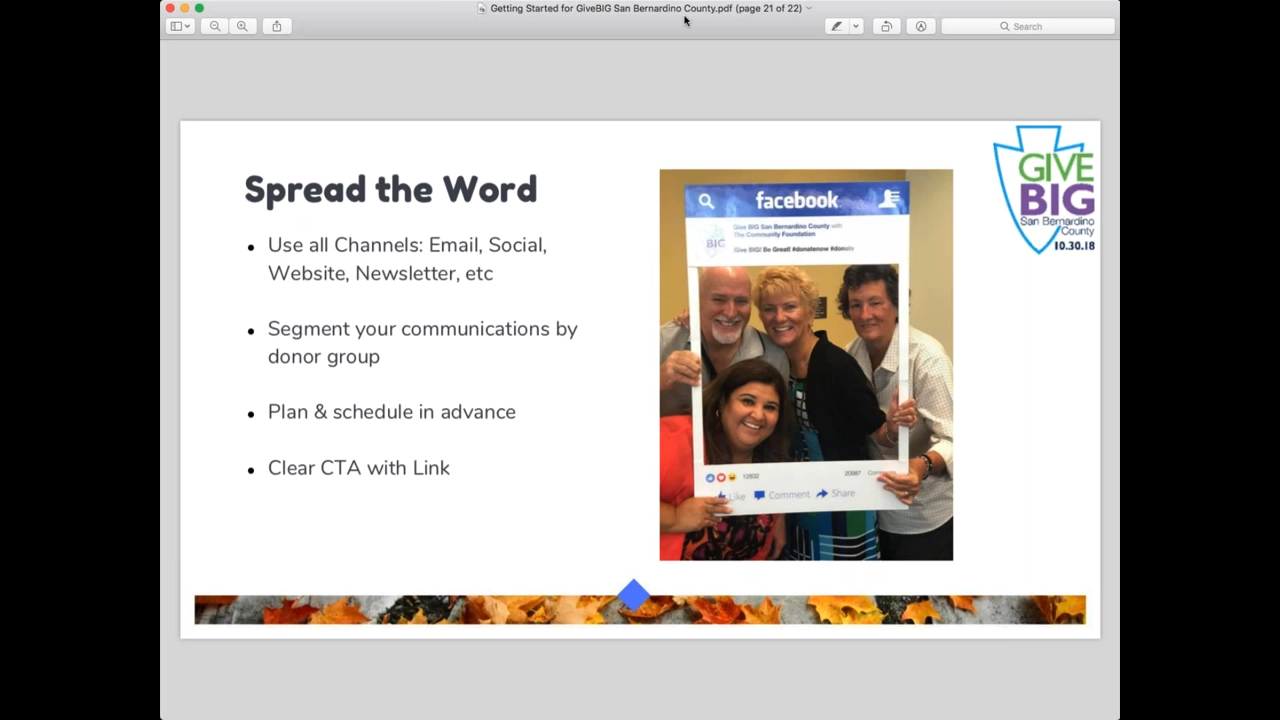 Getting Started for GiveBIG San Bernardino County.pdf (page 21 of 22)
Search
Spread the Word
• Use all Channels: Email, Social,
Website, Newsletter, etc
• Segment your communications by
donor group
• Plan & schedule in advance
• Clear CTA with Link
facebook
BIG
Give BIG San Bernardino County with
The Community Foundation
Give BIG! Be Great! #donatenow #donate
20987
Like Comment Share
GIVE
BIG
San Bernardino
County
10.30.18